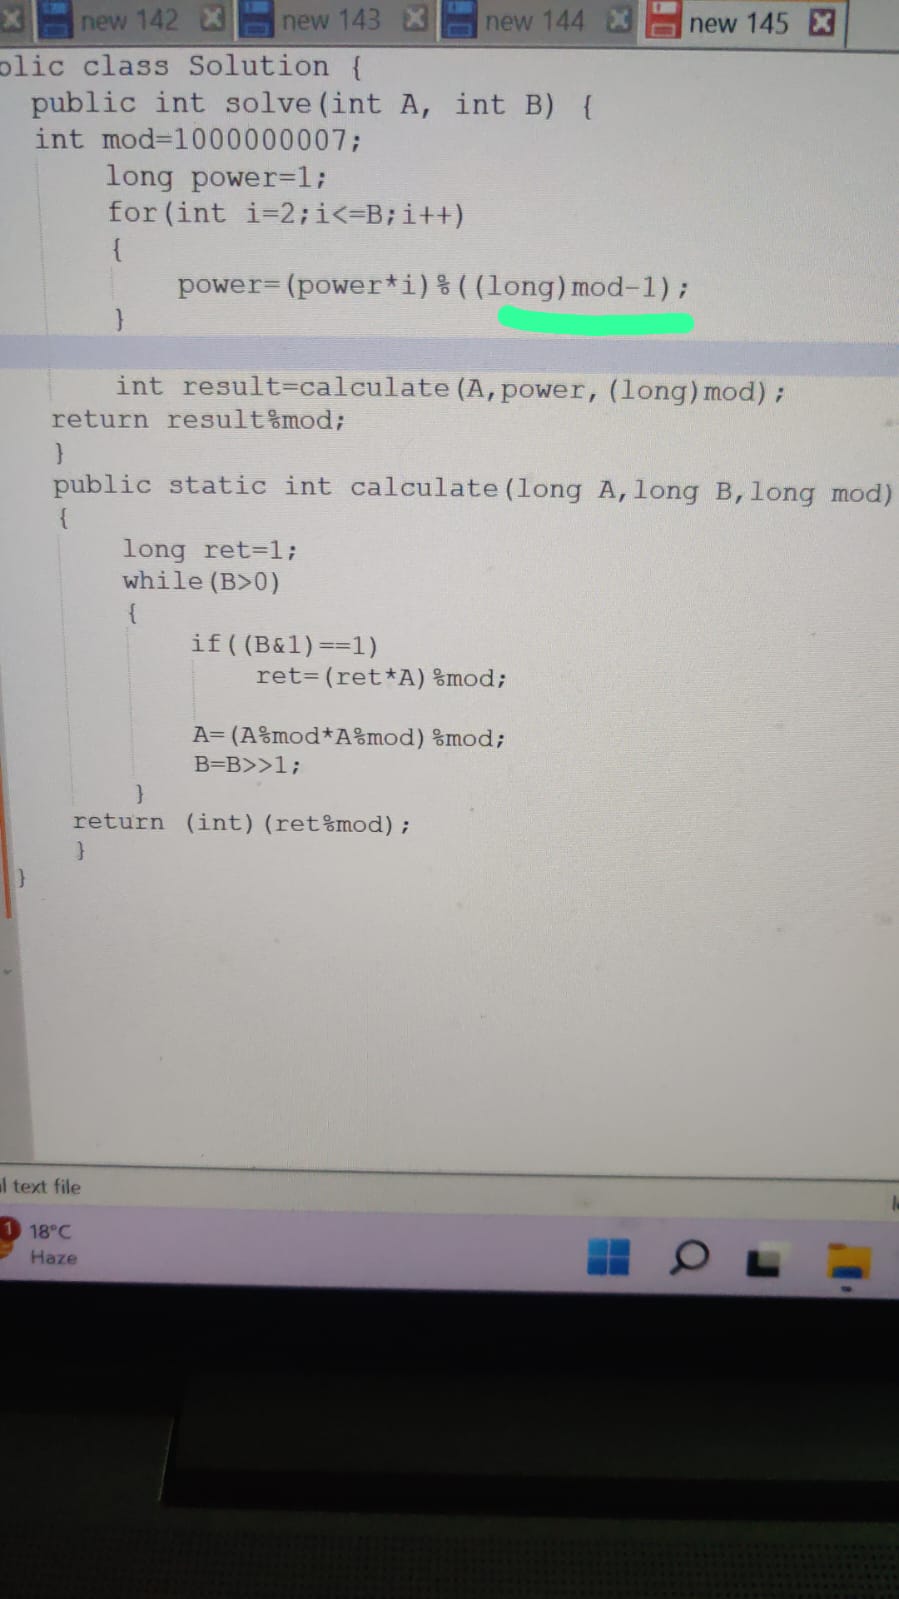 new 142
new 143
new 144
new 145
olic class Solution {
public int solve(int A, int B) {
int mod=1000000007;
long power=1;
for(int i=2;i<=B;i++)
{
power=(power*i)%((long)mod-1);
}
int result=calculate(A,power,(long)mod);
return result%mod;
}
public static int calculate(long A,long B,long mod)
{
long ret=1;
while(B>0)
{
if((B&1)==1)
ret=(ret*A)%mod;
A=(A%mod*A%mod)%mod;
B=B>>1;
}
return (int)(ret%mod);
}
}
l text file
1
18°C
Haze